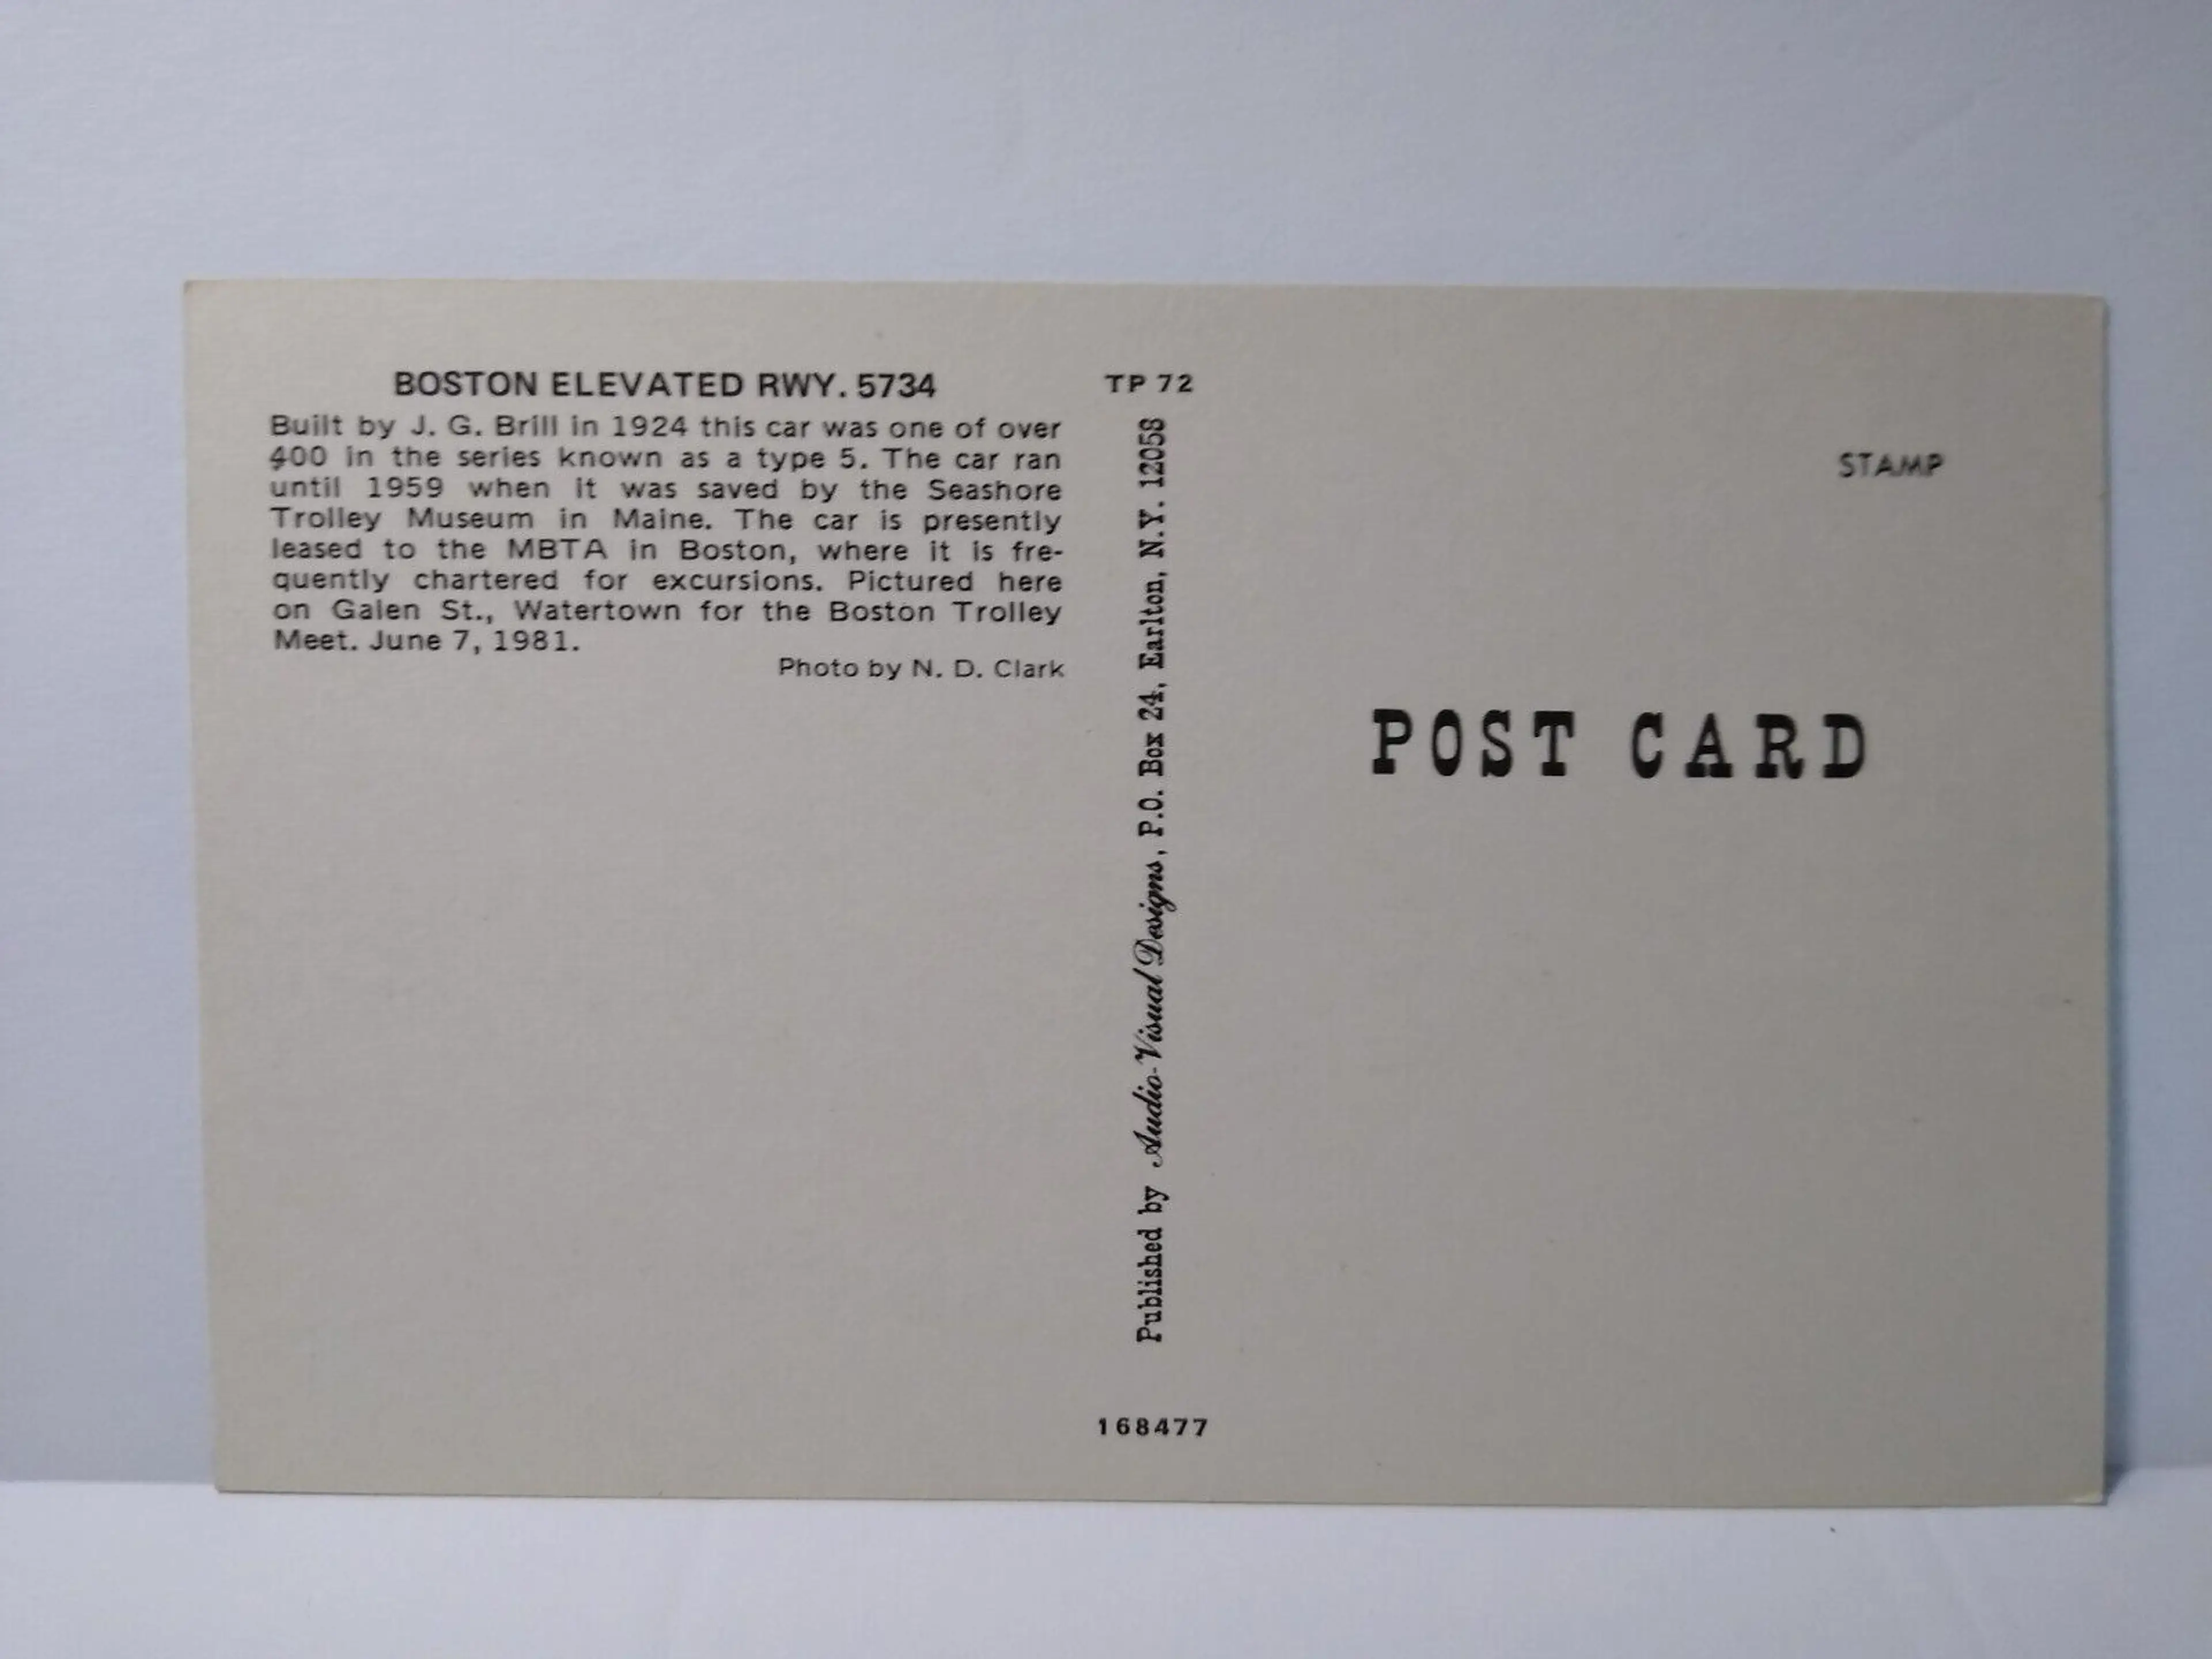 BOSTON ELEVATED RWY. 5734
Built by J. G. Brill in 1924 this car was one of over
400 in the series known as a type 5. The car ran
until 1959 when it was saved by the Seashore
Trolley Museum in Maine. The car is presently
leased to the MBTA in Boston, where it is fre-
quently chartered for excursions. Pictured here
on Galen St., Watertown for the Boston Trolley
Meet. June 7, 1981.
Photo by N. D. Clark
TP 72
Published by Audio-Visual Designs, P.O. Box 24, Earlton, N.Y. 12058
168477
STAMP
POST CARD